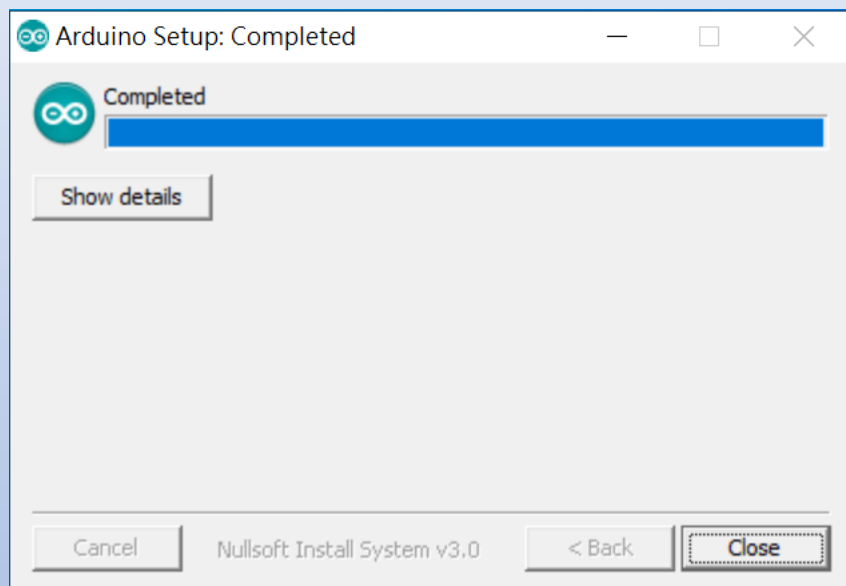 Arduino Setup: Completed
Completed
Show details
Cancel
Nullsoft Install System v3.0
< Back
Close